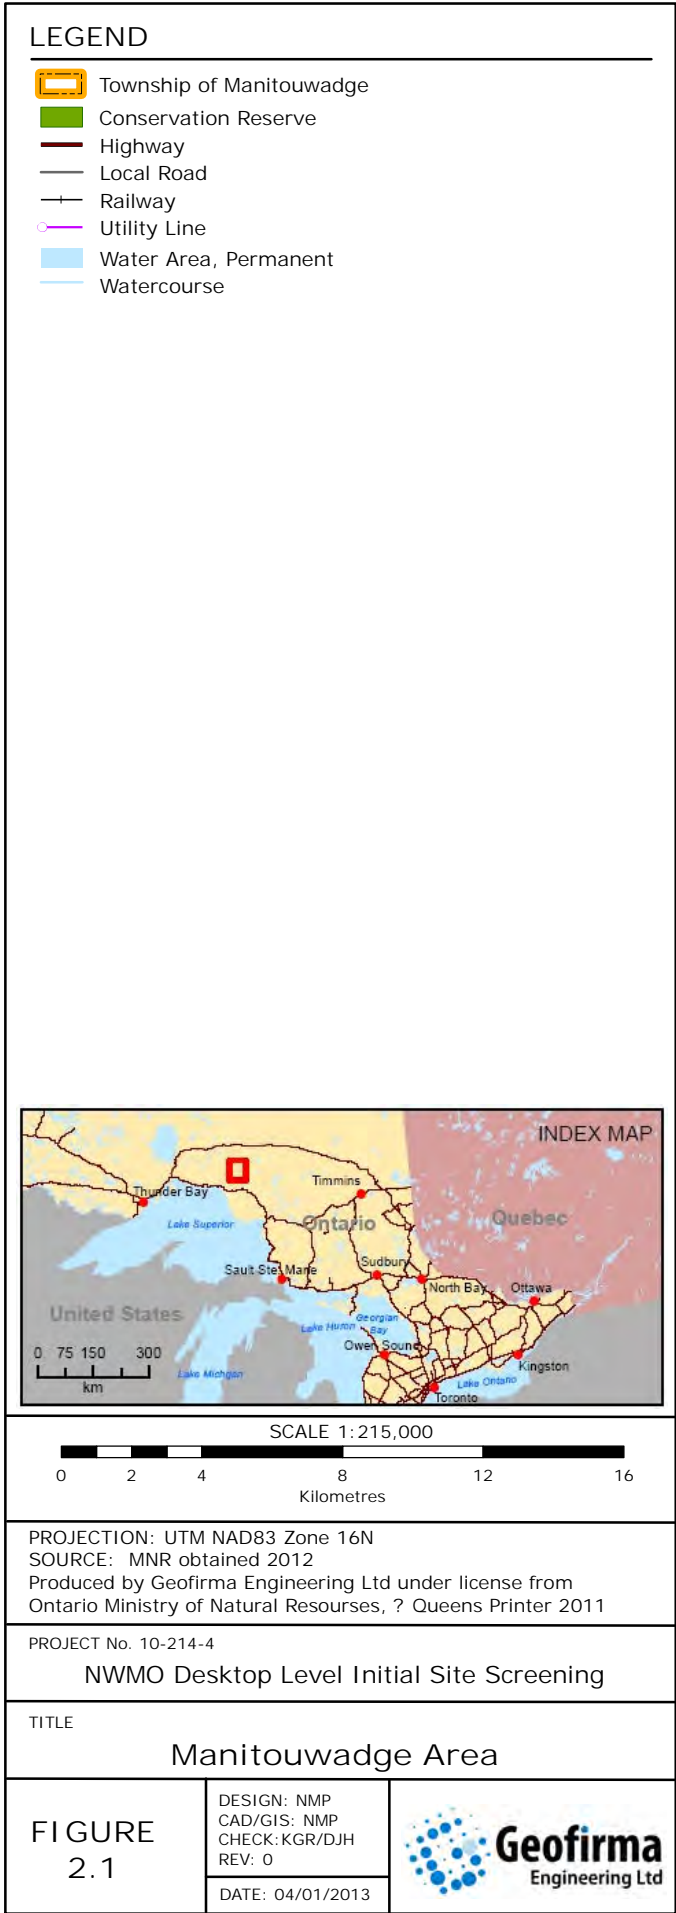 LEGEND
Township of Manitouwadge
Conservation Reserve
Highway
Local Road
Railway
Utility Line
Water Area, Permanent
Watercourse
INDEX MAP
Thunder Bay
Timmins
Lake Superior
Ontario
Quebec
Sault Ste. Marie
Sudbury
North Bay
Ottawa
United States
Georgian
Bay
Lake Huron
Owen Sound
0 75 150 300
km
Lake Michigan
Kingston
Lake Ontario
Toronto
SCALE 1:215,000
0 2 4 8 12 16
Kilometres
PROJECTION: UTM NAD83 Zone 16N
SOURCE: MNR obtained 2012
Produced by Geofirma Engineering Ltd under license from
Ontario Ministry of Natural Resourses, ? Queens Printer 2011
PROJECT No. 10-214-4
NWMO Desktop Level Initial Site Screening
TITLE
Manitouwadge Area
FIGURE
2.1
DESIGN: NMP
CAD/GIS: NMP
CHECK:KGR/DJH
REV: 0
DATE: 04/01/2013
Geofirma
Engineering Ltd